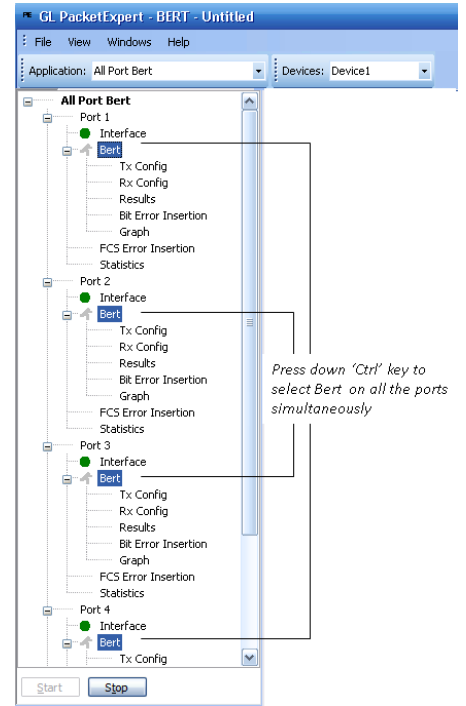 GL PacketExpert - BERT - Untitled
File View Windows Help
Application: All Port Bert Devices: Device1
All Port Bert
Port 1
Interface
Bert
Tx Config
Rx Config
Results
Bit Error Insertion
Graph
FCS Error Insertion
Statistics
Port 2
Interface
Bert
Tx Config
Rx Config
Results
Bit Error Insertion
Graph
FCS Error Insertion
Statistics
Port 3
Interface
Bert
Tx Config
Rx Config
Results
Bit Error Insertion
Graph
FCS Error Insertion
Statistics
Port 4
Interface
Bert
Tx Config
Press down 'Ctrl' key to
select Bert on all the ports
simultaneously
Start Stop